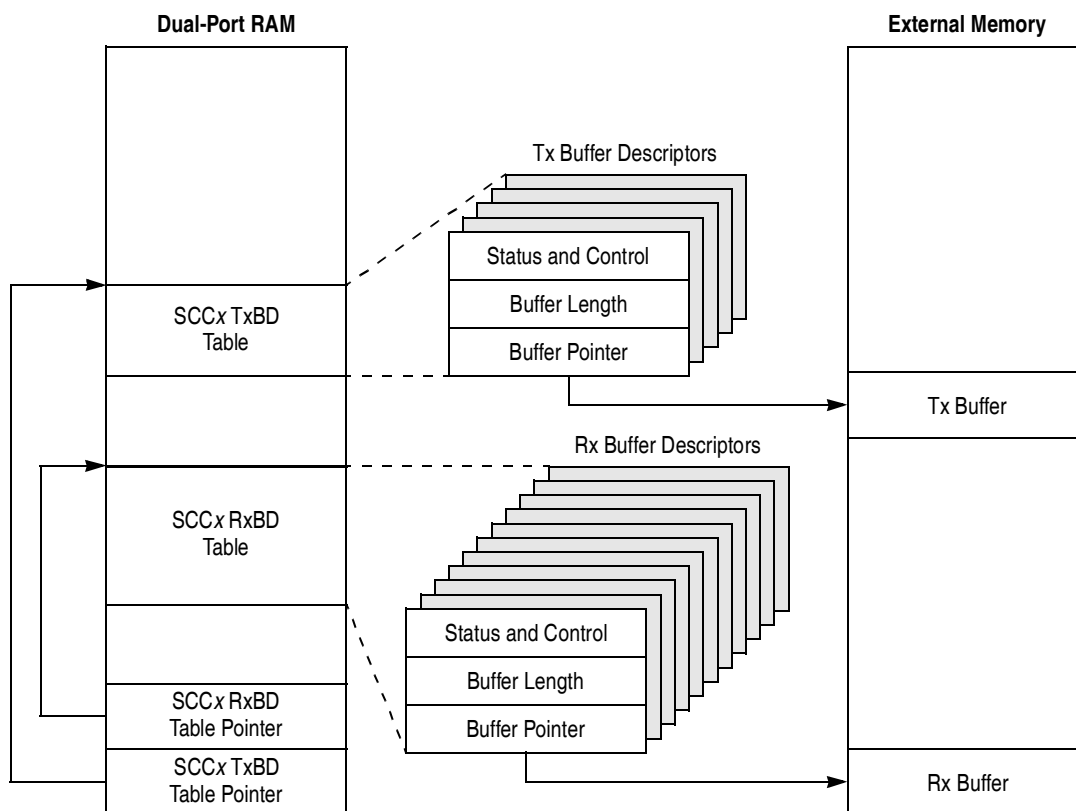 Dual-Port RAM
External Memory
Tx Buffer Descriptors
Status and Control
Buffer Length
Buffer Pointer
SCCx TxBD
Table
Tx Buffer
Rx Buffer Descriptors
SCCx RxBD
Table
Status and Control
Buffer Length
Buffer Pointer
SCCx RxBD
Table Pointer
SCCx TxBD
Table Pointer
Rx Buffer